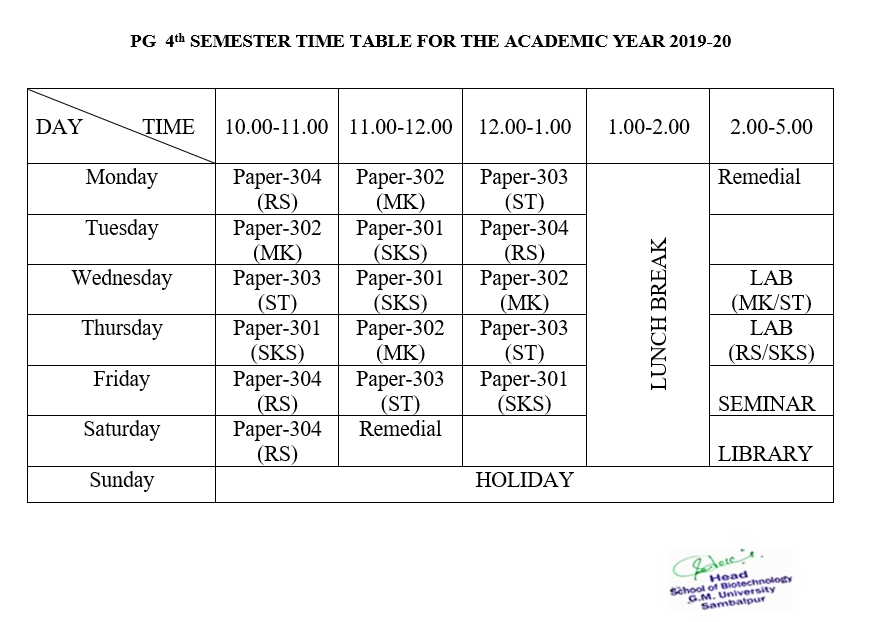 PG 4th SEMESTER TIME TABLE FOR THE ACADEMIC YEAR 2019-20
DAY TIME 10.00-11.00 11.00-12.00 12.00-1.00 1.00-2.00 2.00-5.00
Monday Paper-304 Paper-302 Paper-303 Remedial
(RS) (MK) (ST)
Tuesday Paper-302 Paper-301 Paper-304
(MK) (SKS) (RS)
Wednesday Paper-303 Paper-301 Paper-302 LAB
(ST) (SKS) (MK) (MK/ST)
Thursday Paper-301 Paper-302 Paper-303 LAB
(SKS) (MK) (ST) (RS/SKS)
Friday Paper-304 Paper-303 Paper-301
(RS) (ST) (SKS) SEMINAR
Saturday Paper-304 Remedial
(RS) LIBRARY
LUNCH BREAK
Sunday HOLIDAY
Head
School of Biotechnology
G.M. University
Sambalpur